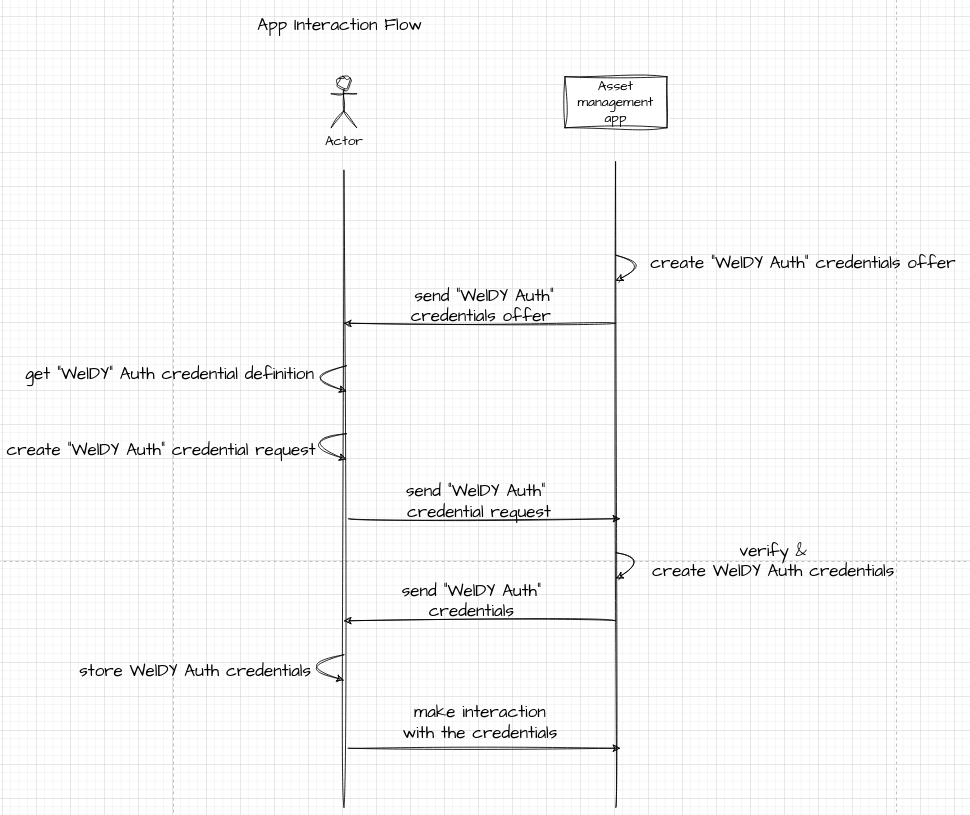 App Interaction Flow
Actor
Asset
management
app
create "WeIDY Auth" credentials offer
send "WeIDY Auth"
credentials offer
get "WeIDY" Auth credential definition
create "WeIDY Auth" credential request
send "WeIDY Auth"
credential request
verify &
create WeIDY Auth credentials
send "WeIDY Auth"
credentials
store WeIDY Auth credentials
make interaction
with the credentials